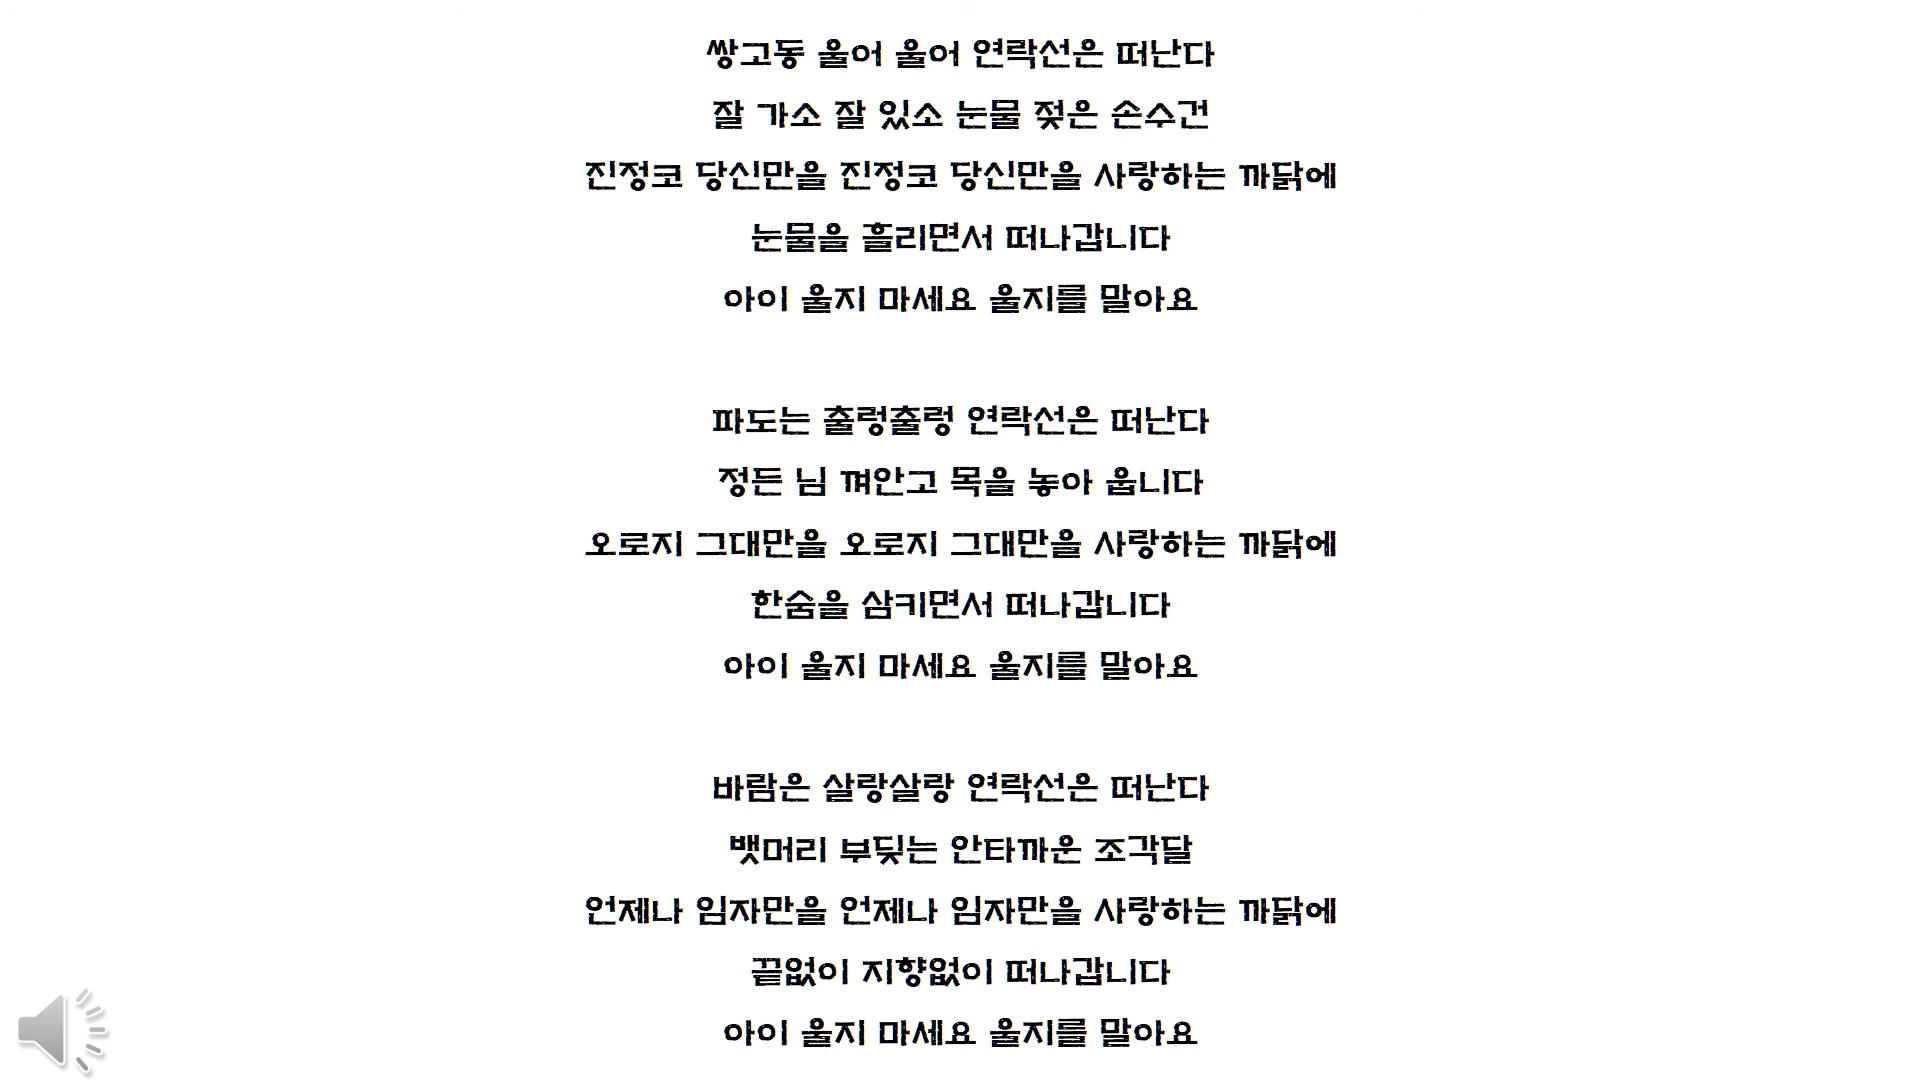 쌍고동 울어 울어 연락선은 떠난다
잘 가소 잘 있소 눈물 젖은 손수건
진정코 당신만을 진정코 당신만을 사랑하는 까닭에
눈물을 흘리면서 떠나갑니다
아이 울지 마세요 울지를 말아요
파도는 출렁출렁 연락선은 떠난다
정든 님 껴안고 목을 놓아 웁니다
오로지 그대만을 오로지 그대만을 사랑하는 까닭에
한숨을 삼키면서 떠나갑니다
아이 울지 마세요 울지를 말아요
바람은 살랑살랑 연락선은 떠난다
뱃머리 부딪는 안타까운 조각달
언제나 임자만을 언제나 임자만을 사랑하는 까닭에
끝없이 지향없이 떠나갑니다
아이 울지 마세요 울지를 말아요